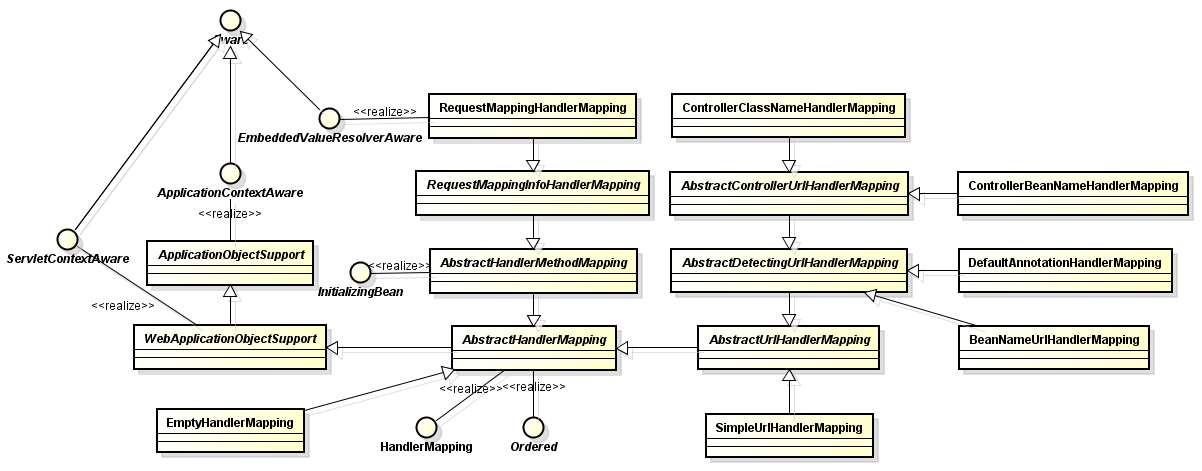 <<realize>>
RequestMappingHandlerMapping
ControllerClassNameHandlerMapping
EmbeddedValueResolverAware
ApplicationContextAware
RequestMappingInfoHandlerMapping
AbstractControllerUrlHandlerMapping
ControllerBeanNameHandlerMapping
<<realize>>
ServletContextAware
ApplicationObjectSupport
<<realize>>
AbstractHandlerMethodMapping
AbstractDetectingUrlHandlerMapping
DefaultAnnotationHandlerMapping
InitializingBean
<<realize>>
WebApplicationObjectSupport
AbstractHandlerMapping
AbstractUrlHandlerMapping
BeanNameUrlHandlerMapping
<<realize>>
<<realize>>
EmptyHandlerMapping
HandlerMapping
Ordered
SimpleUrlHandlerMapping